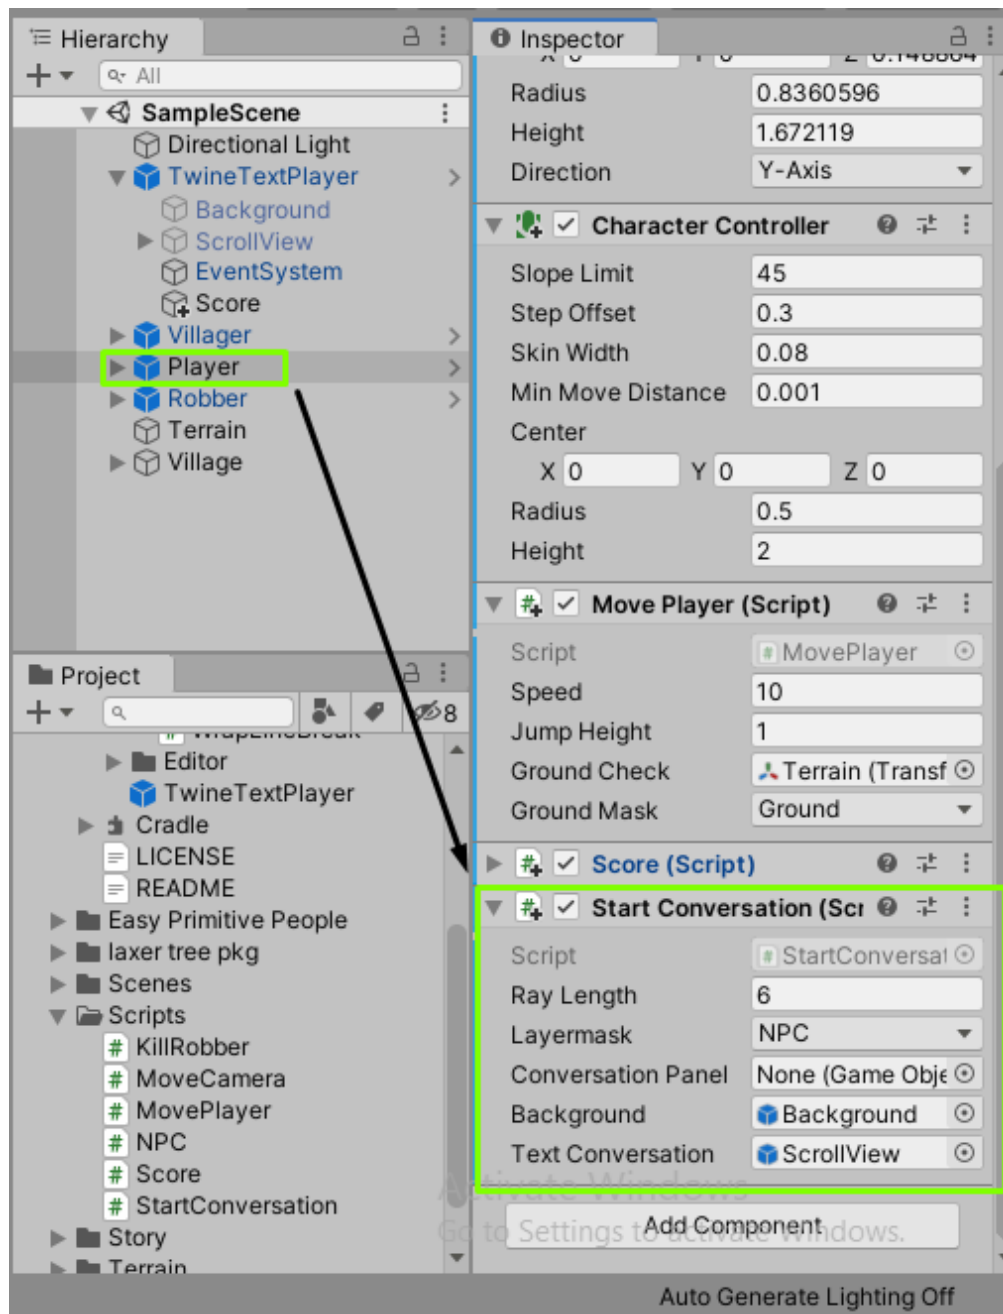 Hierarchy
All
SampleScene
Directional Light
TwineTextPlayer
Background
ScrollView
EventSystem
Score
Villager
Player
Robber
Terrain
Village
Project
8
WrapLineBreak
Editor
TwineTextPlayer
Cradle
LICENSE
README
Easy Primitive People
laxer tree pkg
Scenes
Scripts
# KillRobber
# MoveCamera
# MovePlayer
# NPC
# Score
# StartConversation
Story
Terrain
Inspector
X 0 Y 0 Z 0.148864
Radius 0.8360596
Height 1.672119
Direction Y-Axis
Character Controller
Slope Limit 45
Step Offset 0.3
Skin Width 0.08
Min Move Distance 0.001
Center
X 0 Y 0 Z 0
Radius 0.5
Height 2
# Move Player (Script)
Script # MovePlayer
Speed 10
Jump Height 1
Ground Check Terrain (Transf
Ground Mask Ground
# Score (Script)
# Start Conversation (Scr
Script # StartConversat
Ray Length 6
Layermask NPC
Conversation Panel None (Game Obje
Background Background
Text Conversation ScrollView
Activate Windows
Go to Settings to activate Windows.
Add Component
Auto Generate Lighting Off